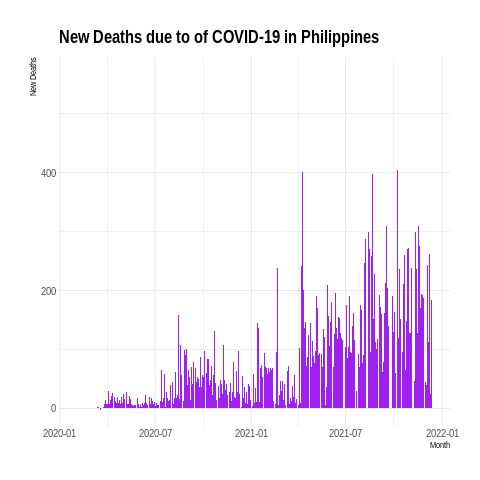 New Deaths due to of COVID-19 in Philippines
New Deaths
400
200
0
2020-01 2020-07 2021-01 2021-07 2022-01
Month